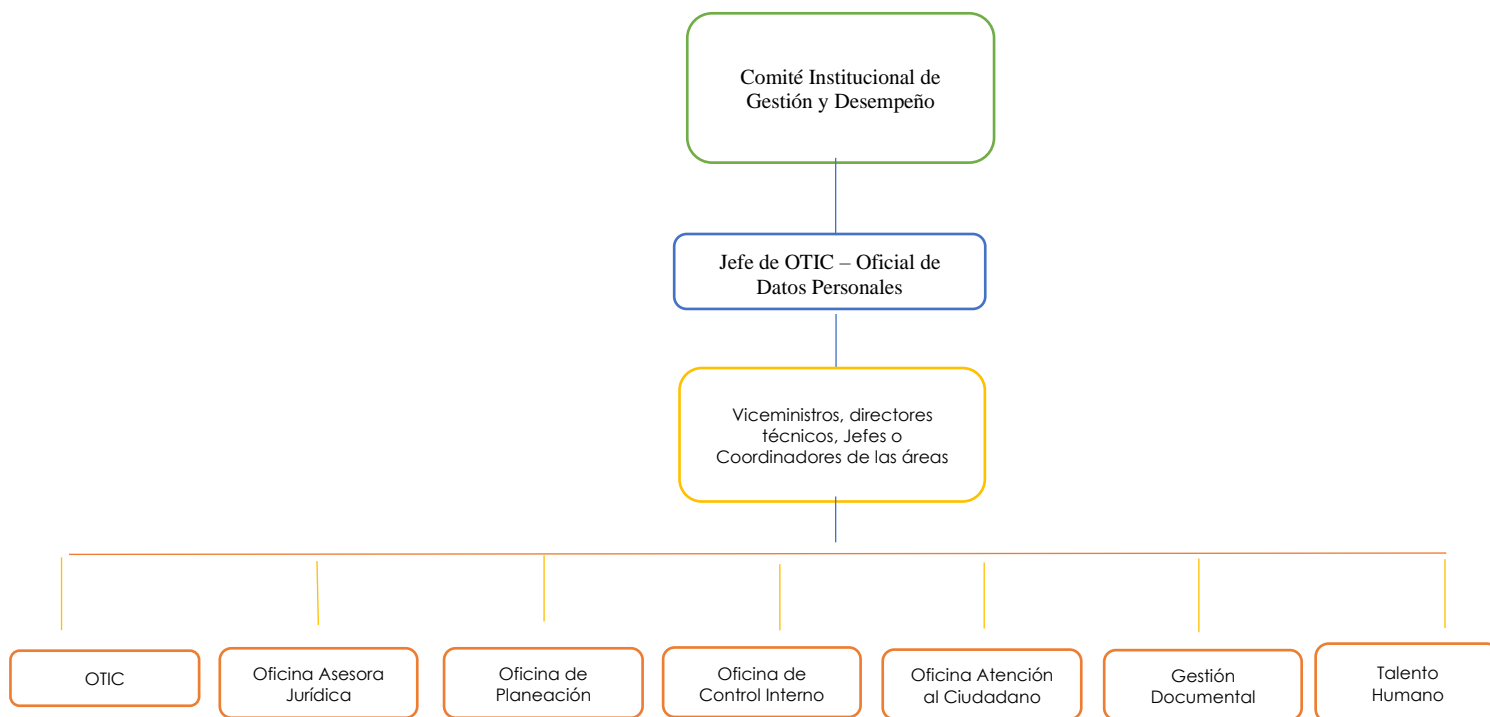 Comité Institucional de
Gestión y Desempeño
Jefe de OTIC – Oficial de
Datos Personales
Viceministros, directores
técnicos, Jefes o
Coordinadores de las áreas
OTIC
Oficina Asesora
Jurídica
Oficina de
Planeación
Oficina de
Control Interno
Oficina Atención
al Ciudadano
Gestión
Documental
Talento
Humano